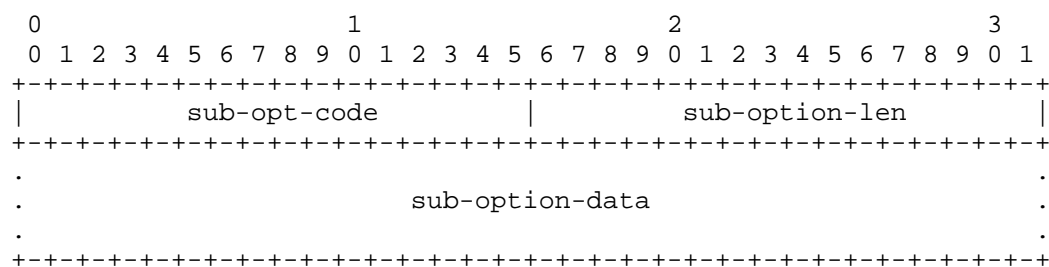 0                   1                   2                   3
 0 1 2 3 4 5 6 7 8 9 0 1 2 3 4 5 6 7 8 9 0 1 2 3 4 5 6 7 8 9 0 1
+-+-+-+-+-+-+-+-+-+-+-+-+-+-+-+-+-+-+-+-+-+-+-+-+-+-+-+-+-+-+-+-+
|          sub-opt-code         |         sub-option-len        |
+-+-+-+-+-+-+-+-+-+-+-+-+-+-+-+-+-+-+-+-+-+-+-+-+-+-+-+-+-+-+-+-+
.                                                               .
.                        sub-option-data                        .
.                                                               .
+-+-+-+-+-+-+-+-+-+-+-+-+-+-+-+-+-+-+-+-+-+-+-+-+-+-+-+-+-+-+-+-+